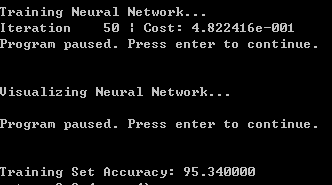 Training Neural Network...
Iteration    50 | Cost: 4.822416e-001
Program paused. Press enter to continue.
Visualizing Neural Network...
Program paused. Press enter to continue.
Training Set Accuracy: 95.340000